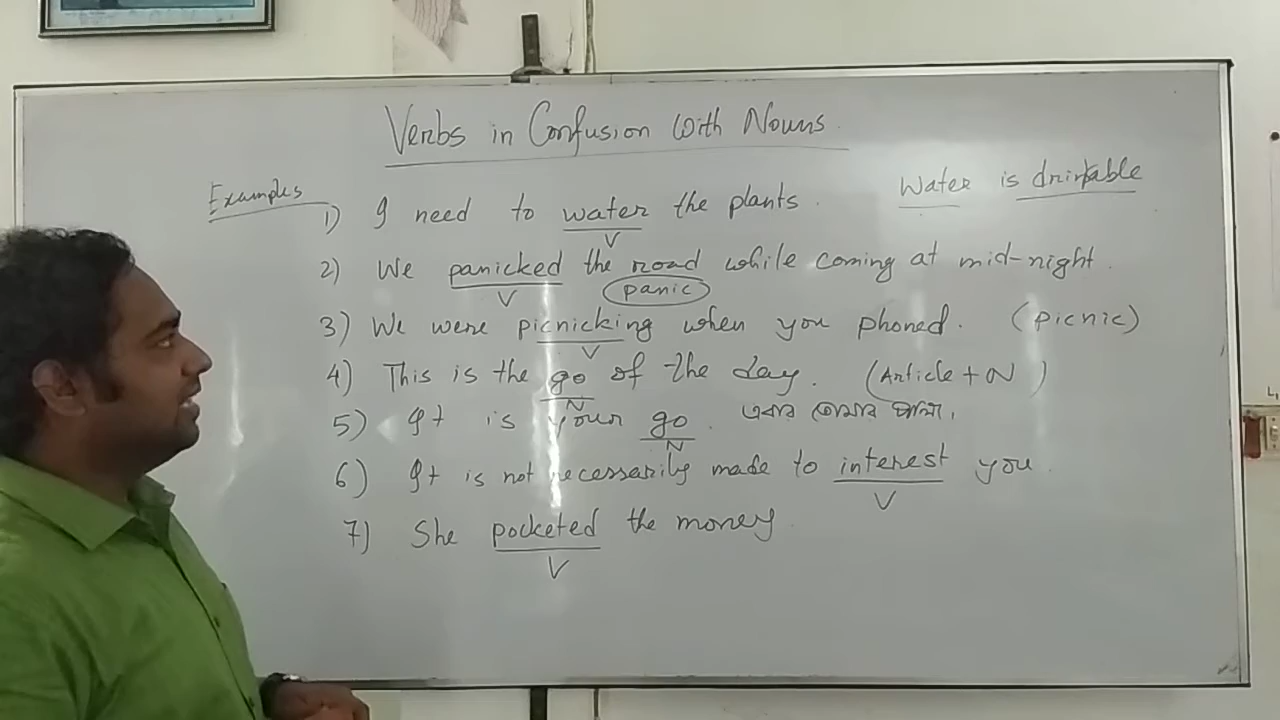 Verbs in Confusion With Nouns
Examples
Water is drinkable
1) I need to water the plants.
V
2) We panicked the road while coming at mid-night.
V
panic
3) We were picnicking when you phoned. (picnic)
V
4) This is the go of the day. (Article + N)
N
5) It is your go. এবার তোমার পালা।
N
6) It is not necessarily made to interest you
V
7) She pocketed the money.
V